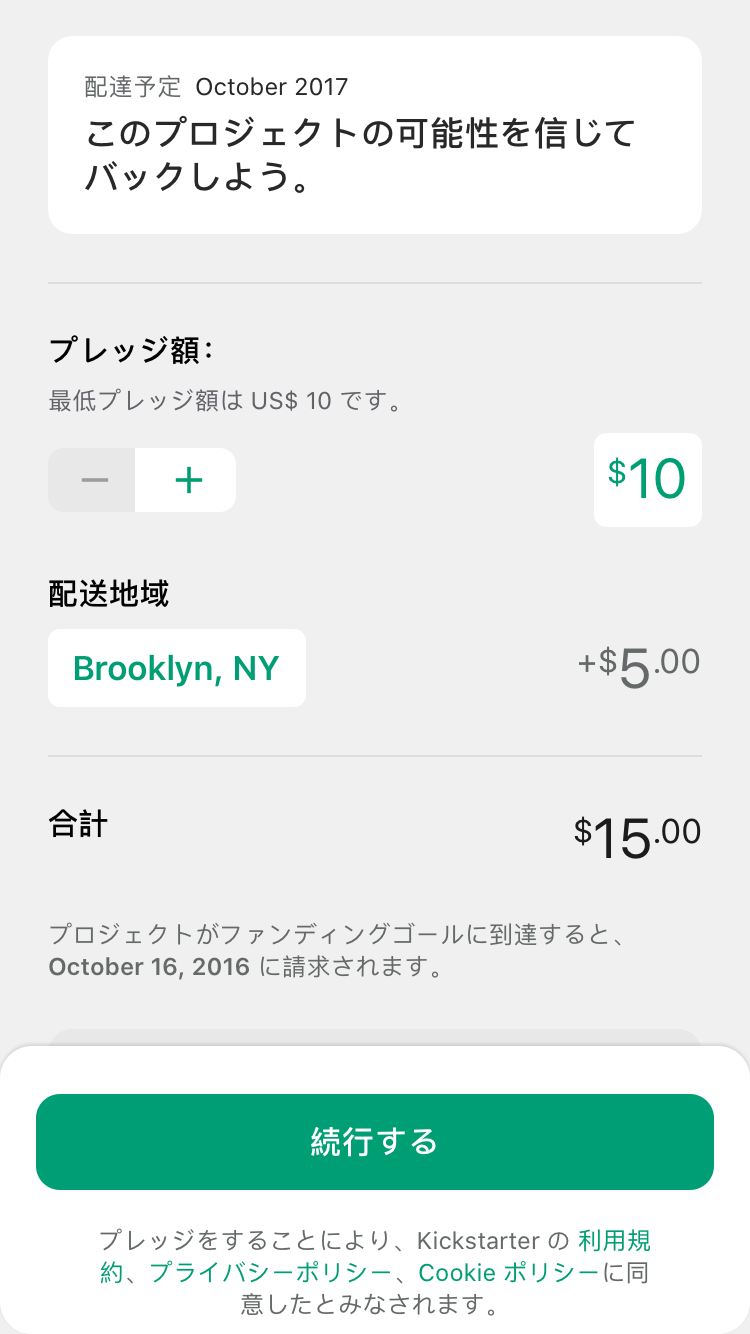 配達予定 October 2017
このプロジェクトの可能性を信じて
バックしよう。
プレッジ額：
最低プレッジ額は US$ 10 です。
− +
$10
配送地域
Brooklyn, NY
+$5.00
合計
$15.00
プロジェクトがファンディングゴールに到達すると、
October 16, 2016 に請求されます。
続行する
プレッジをすることにより、Kickstarter の 利用規
約、プライバシーポリシー、Cookie ポリシーに同
意したとみなされます。